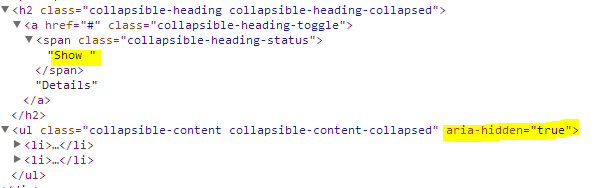 ▼<h2 class="collapsible-heading collapsible-heading-collapsed">
▼<a href="#" class="collapsible-heading-toggle">
▼<span class="collapsible-heading-status">
"Show "
</span>
"Details"
</a>
</h2>
▼<ul class="collapsible-content collapsible-content-collapsed" aria-hidden="true">
▶<li>…</li>
▶<li>…</li>
</ul>